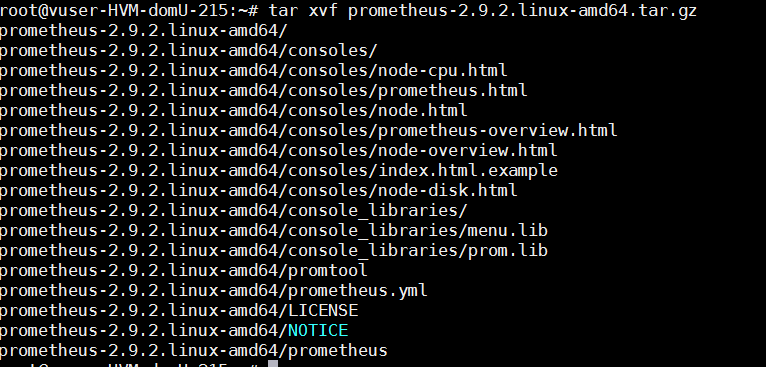 root@vuser-HVM-domU-215:~# tar xvf prometheus-2.9.2.linux-amd64.tar.gz
prometheus-2.9.2.linux-amd64/
prometheus-2.9.2.linux-amd64/consoles/
prometheus-2.9.2.linux-amd64/consoles/node-cpu.html
prometheus-2.9.2.linux-amd64/consoles/prometheus.html
prometheus-2.9.2.linux-amd64/consoles/node.html
prometheus-2.9.2.linux-amd64/consoles/prometheus-overview.html
prometheus-2.9.2.linux-amd64/consoles/node-overview.html
prometheus-2.9.2.linux-amd64/consoles/index.html.example
prometheus-2.9.2.linux-amd64/consoles/node-disk.html
prometheus-2.9.2.linux-amd64/console_libraries/
prometheus-2.9.2.linux-amd64/console_libraries/menu.lib
prometheus-2.9.2.linux-amd64/console_libraries/prom.lib
prometheus-2.9.2.linux-amd64/promtool
prometheus-2.9.2.linux-amd64/prometheus.yml
prometheus-2.9.2.linux-amd64/LICENSE
prometheus-2.9.2.linux-amd64/NOTICE
prometheus-2.9.2.linux-amd64/prometheus
root@vuser-HVM-domU-215:~#